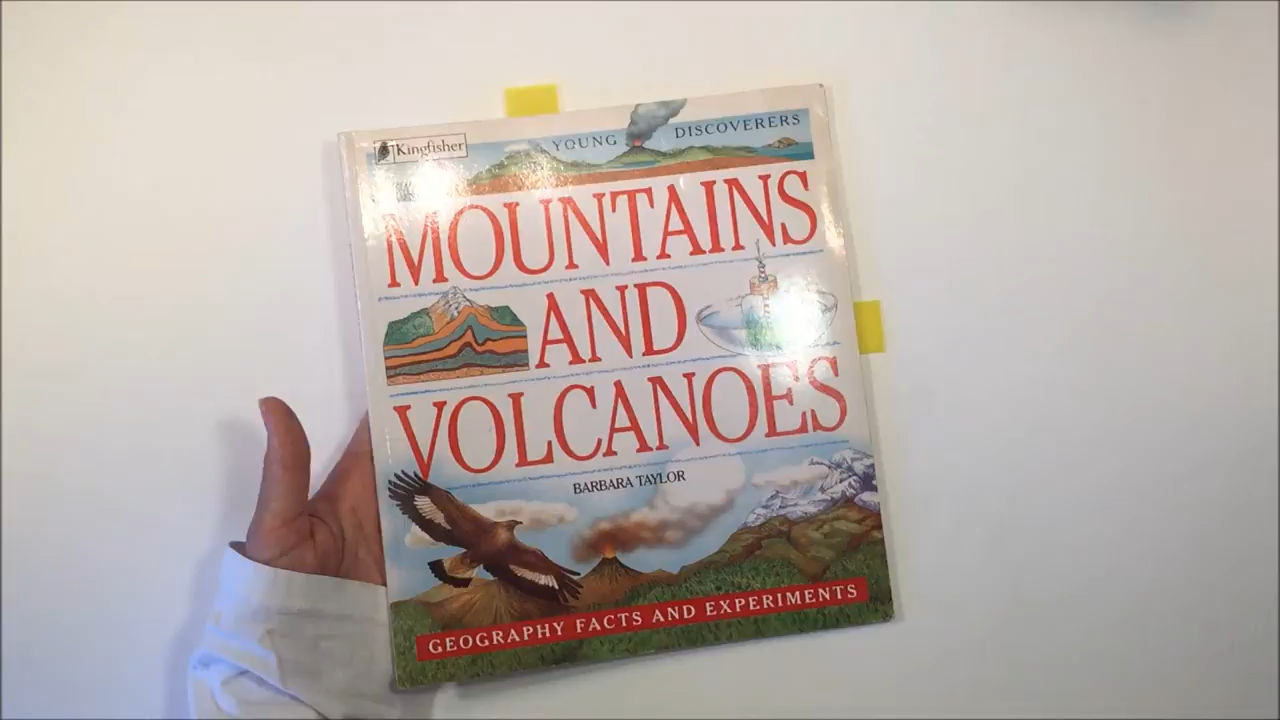 Kingfisher
YOUNG DISCOVERERS
MOUNTAINS
AND
VOLCANOES
BARBARA TAYLOR
GEOGRAPHY FACTS AND EXPERIMENTS